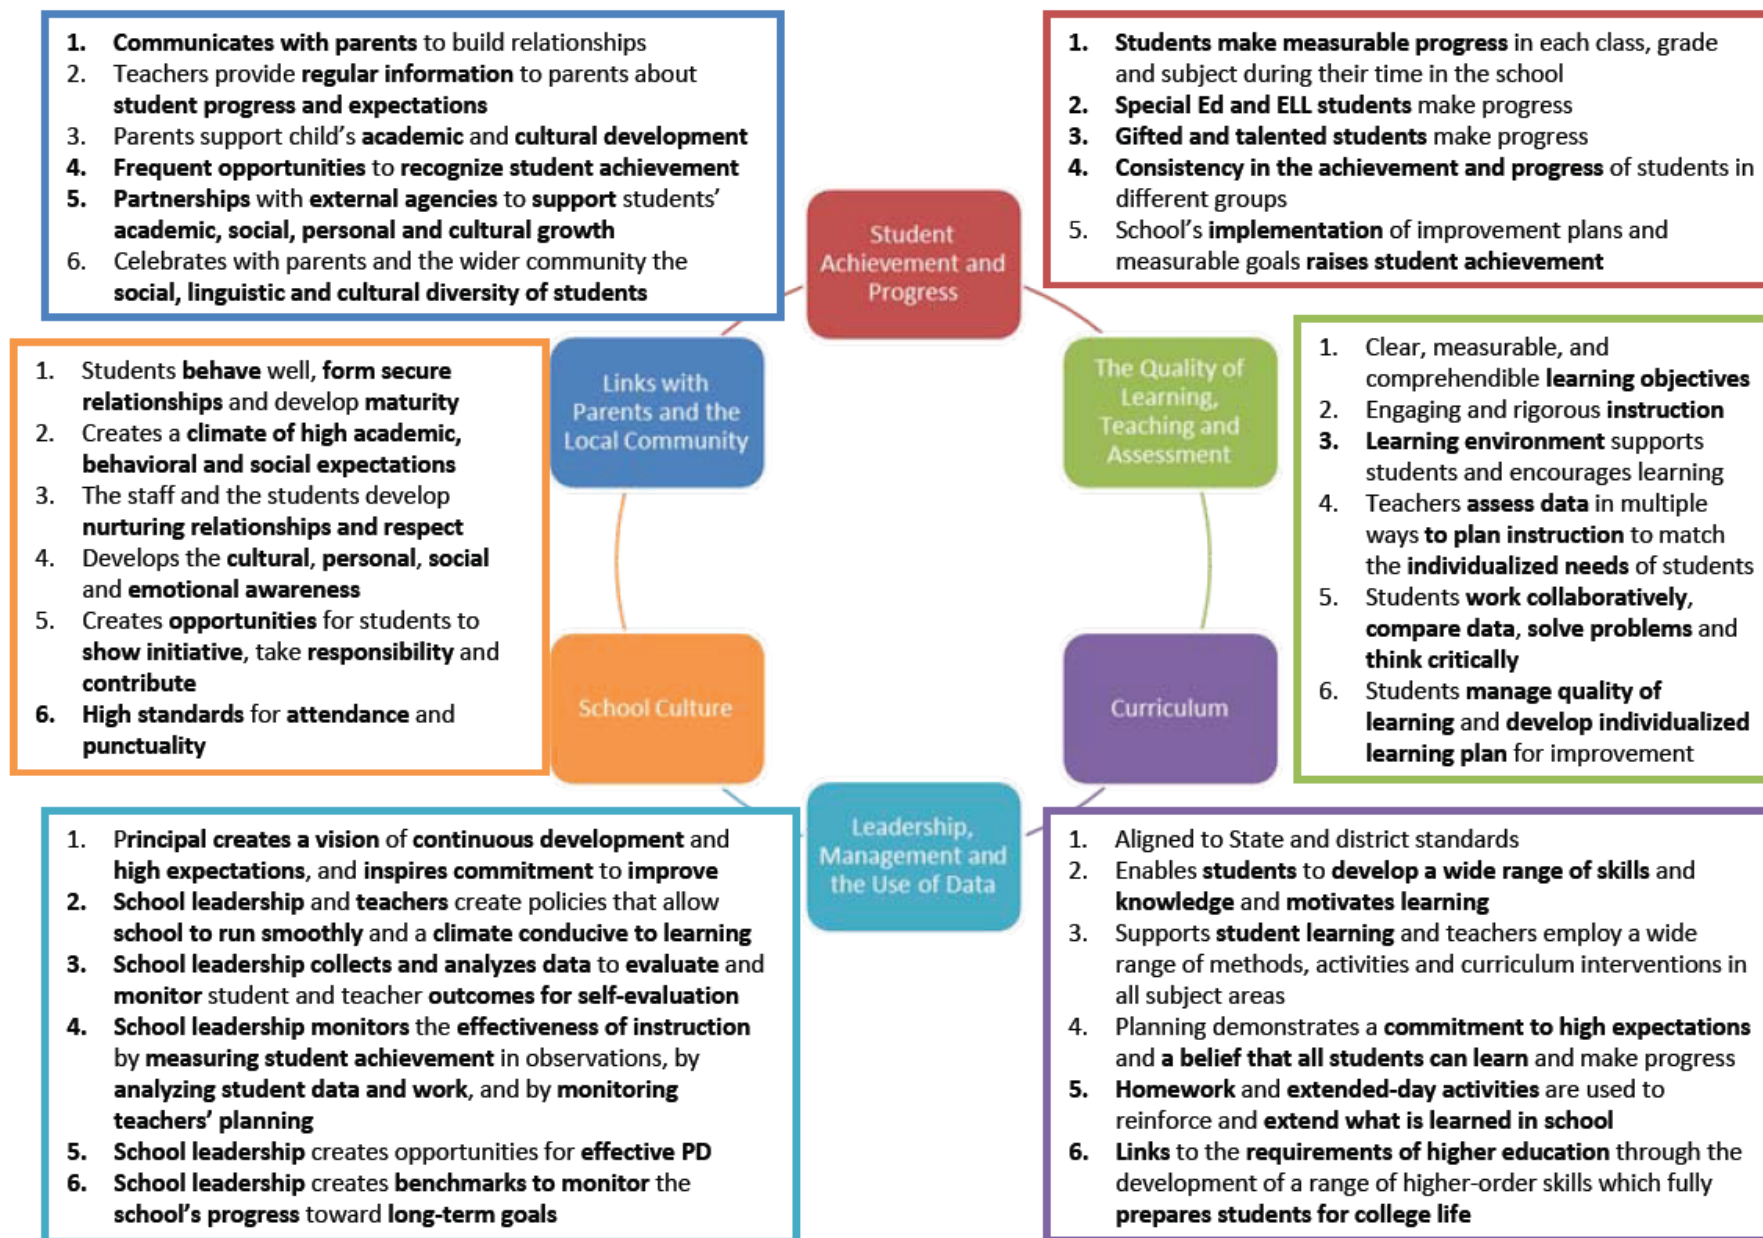 1. Communicates with parents to build relationships
2. Teachers provide regular information to parents about
student progress and expectations
3. Parents support child's academic and cultural development
4. Frequent opportunities to recognize student achievement
5. Partnerships with external agencies to support students'
academic, social, personal and cultural growth
6. Celebrates with parents and the wider community the
social, linguistic and cultural diversity of students
1. Students make measurable progress in each class, grade
and subject during their time in the school
2. Special Ed and ELL students make progress
3. Gifted and talented students make progress
4. Consistency in the achievement and progress of students in
different groups
5. School's implementation of improvement plans and
measurable goals raises student achievement
Student
Achievement and
Progress
1. Students behave well, form secure
relationships and develop maturity
2. Creates a climate of high academic,
behavioral and social expectations
3. The staff and the students develop
nurturing relationships and respect
4. Develops the cultural, personal, social
and emotional awareness
5. Creates opportunities for students to
show initiative, take responsibility and
contribute
6. High standards for attendance and
punctuality
Links with
Parents and the
Local Community
The Quality of
Learning,
Teaching and
Assessment
1. Clear, measurable, and
comprehendible learning objectives
2. Engaging and rigorous instruction
3. Learning environment supports
students and encourages learning
4. Teachers assess data in multiple
ways to plan instruction to match
the individualized needs of students
5. Students work collaboratively,
compare data, solve problems and
think critically
6. Students manage quality of
learning and develop individualized
learning plan for improvement
School Culture
Curriculum
1. Principal creates a vision of continuous development and
high expectations, and inspires commitment to improve
2. School leadership and teachers create policies that allow
school to run smoothly and a climate conducive to learning
3. School leadership collects and analyzes data to evaluate and
monitor student and teacher outcomes for self-evaluation
4. School leadership monitors the effectiveness of instruction
by measuring student achievement in observations, by
analyzing student data and work, and by monitoring
teachers' planning
5. School leadership creates opportunities for effective PD
6. School leadership creates benchmarks to monitor the
school's progress toward long-term goals
Leadership,
Management and
the Use of Data
1. Aligned to State and district standards
2. Enables students to develop a wide range of skills and
knowledge and motivates learning
3. Supports student learning and teachers employ a wide
range of methods, activities and curriculum interventions in
all subject areas
4. Planning demonstrates a commitment to high expectations
and a belief that all students can learn and make progress
5. Homework and extended-day activities are used to
reinforce and extend what is learned in school
6. Links to the requirements of higher education through the
development of a range of higher-order skills which fully
prepares students for college life